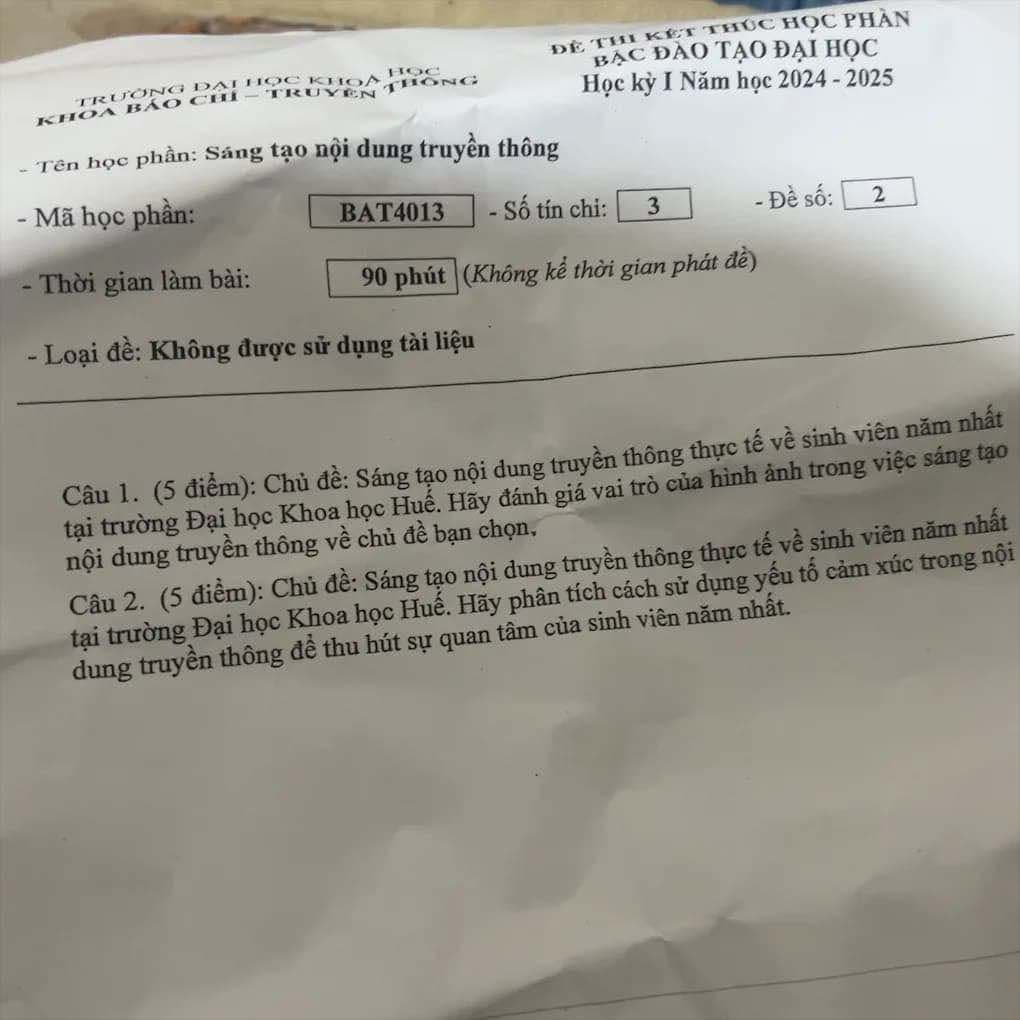 TRƯỜNG ĐẠI HỌC KHOA HỌC
KHOA BÁO CHÍ – TRUYỀN THÔNG
ĐỀ THI KẾT THÚC HỌC PHẦN
BẬC ĐÀO TẠO ĐẠI HỌC
Học kỳ I Năm học 2024 - 2025
- Tên học phần: Sáng tạo nội dung truyền thông
- Mã học phần: BAT4013 - Số tín chỉ: 3 - Đề số: 2
- Thời gian làm bài: 90 phút (Không kể thời gian phát đề)
- Loại đề: Không được sử dụng tài liệu
Câu 1. (5 điểm): Chủ đề: Sáng tạo nội dung truyền thông thực tế về sinh viên năm nhất
tại trường Đại học Khoa học Huế. Hãy đánh giá vai trò của hình ảnh trong việc sáng tạo
nội dung truyền thông về chủ đề bạn chọn,
Câu 2. (5 điểm): Chủ đề: Sáng tạo nội dung truyền thông thực tế về sinh viên năm nhất
tại trường Đại học Khoa học Huế. Hãy phân tích cách sử dụng yếu tố cảm xúc trong nội
dung truyền thông để thu hút sự quan tâm của sinh viên năm nhất.